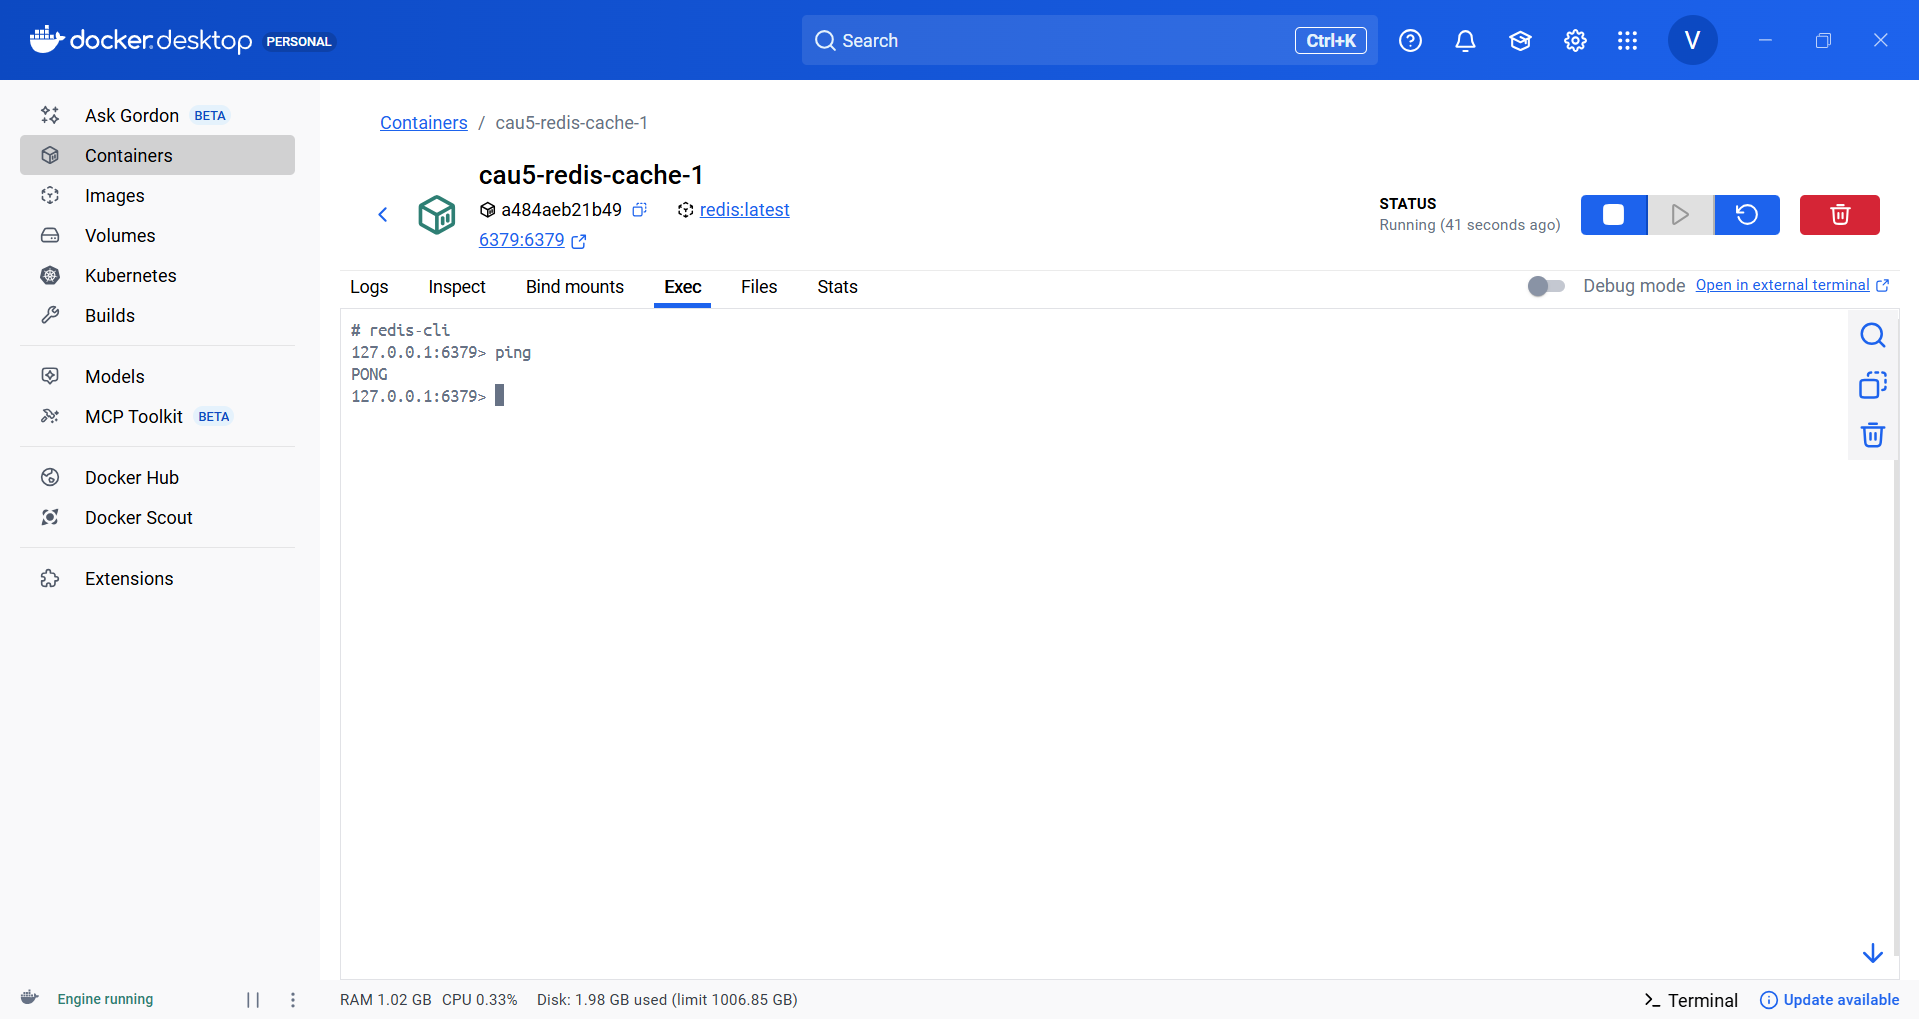 docker.desktop PERSONAL
Search
Ctrl+K
V
Ask Gordon BETA
Containers
Images
Volumes
Kubernetes
Builds
Models
MCP Toolkit BETA
Docker Hub
Docker Scout
Extensions
Containers / cau5-redis-cache-1
cau5-redis-cache-1
a484aeb21b49 redis:latest
6379:6379
STATUS
Running (41 seconds ago)
Logs Inspect Bind mounts Exec Files Stats
Debug mode Open in external terminal
# redis-cli
127.0.0.1:6379> ping
PONG
127.0.0.1:6379>
Engine running
RAM 1.02 GB CPU 0.33% Disk: 1.98 GB used (limit 1006.85 GB)
Terminal
Update available